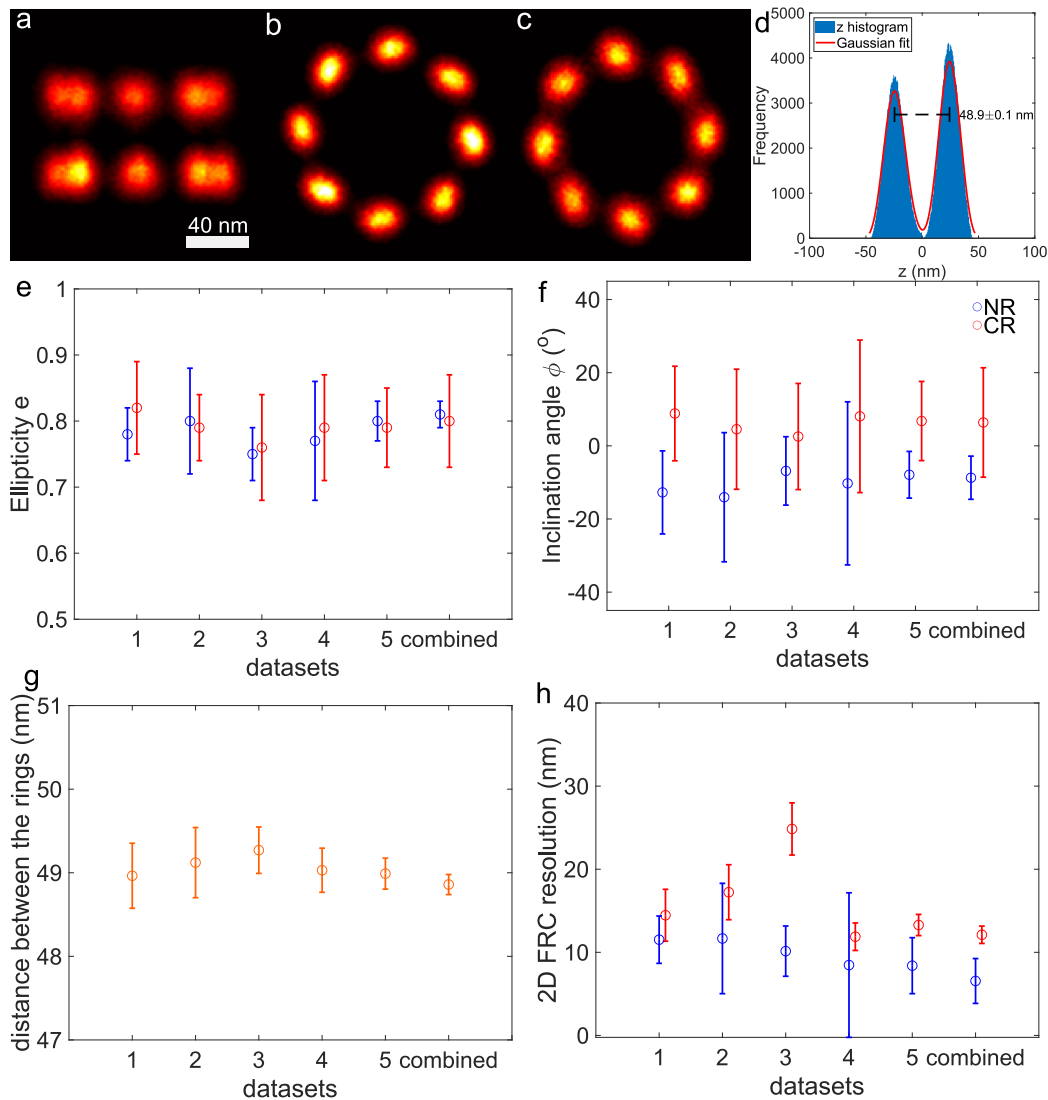 a
b
c
40 nm
d
5000
4000
3000
2000
1000
0
Frequency
z histogram
Gaussian fit
48.9±0.1 nm
-100
-50
0
50
100
z (nm)
e
1
0.9
0.8
0.7
0.6
0.5
Ellipticity e
1 2 3 4 5 combined
datasets
f
40
20
0
-20
-40
Inclination angle ϕ (o)
NR
CR
1 2 3 4 5 combined
datasets
g
51
50
49
48
47
distance between the rings (nm)
1 2 3 4 5 combined
datasets
h
40
30
20
10
0
2D FRC resolution (nm)
1 2 3 4 5 combined
datasets